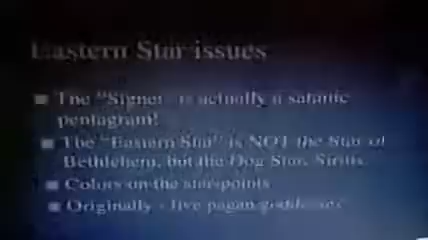 Eastern Star issues
The "Signet" is actually a satanic
pentagram!
The "Eastern Star" is NOT the Star of
Bethlehem, but the Dog Star, Sirius
Colors on the starpoints
Originally - five pagan goddesses